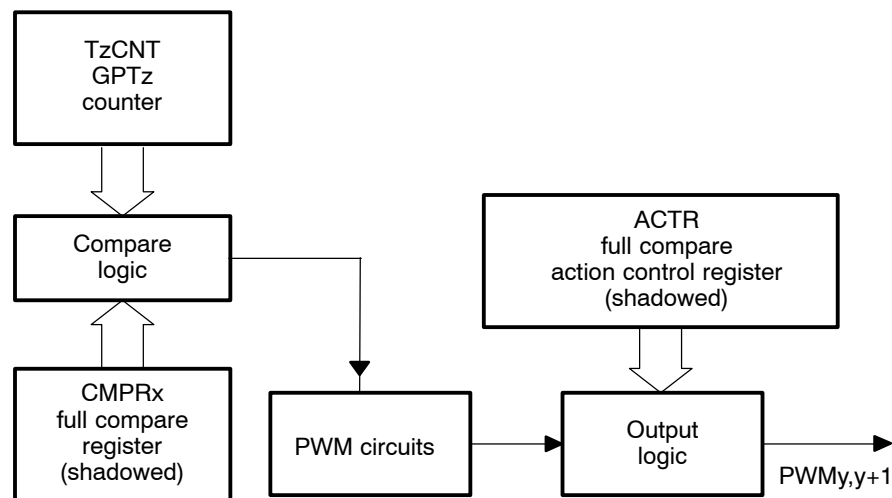 TzCNT
GPTz
counter
Compare
logic
ACTR
full compare
action control register
(shadowed)
CMPRx
full compare
register
(shadowed)
PWM circuits
Output
logic
PWMy,y+1